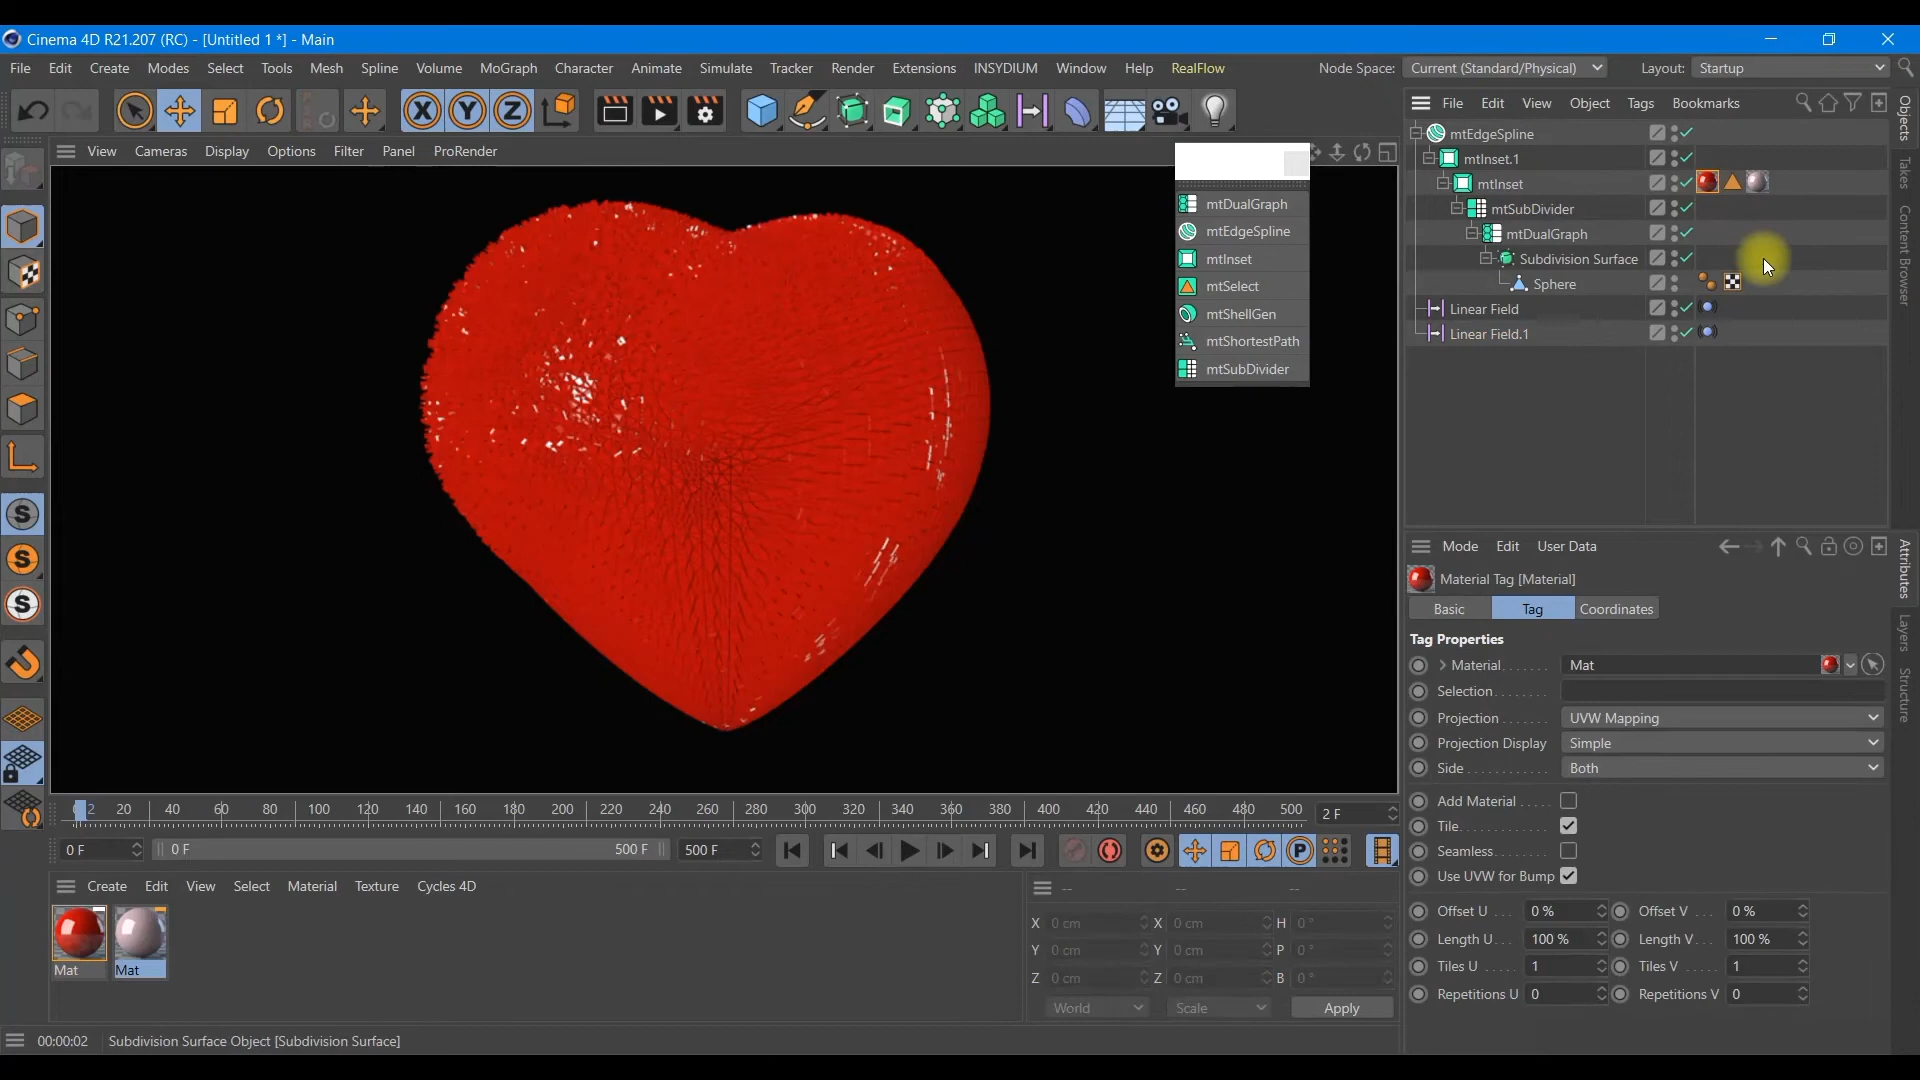 Cinema 4D R21.207 (RC) - [Untitled 1 *] - Main
File Edit Create Modes Select Tools Mesh Spline Volume MoGraph Character Animate Simulate Tracker Render Extensions INSYDIUM Window Help RealFlow Node Space: Current (Standard/Physical) Layout: Startup
File Edit View Object Tags Bookmarks
View Cameras Display Options Filter Panel ProRender
mtDualGraph
mtEdgeSpline
mtInset
mtSelect
mtShellGen
mtShortestPath
mtSubDivider
mtEdgeSpline
mtInset.1
mtInset
mtSubDivider
mtDualGraph
Subdivision Surface
Sphere
Linear Field
Linear Field.1
Objects
Takes
Content Browser
Mode Edit User Data
Material Tag [Material]
Basic Tag Coordinates
Tag Properties
Material Mat
Selection
Projection UVW Mapping
Projection Display Simple
Side Both
Add Material
Tile
Seamless
Use UVW for Bump
Offset U 0 % Offset V 0 %
Length U 100 % Length V 100 %
Tiles U 1 Tiles V 1
Repetitions U 0 Repetitions V 0
Attributes
Layers
Structure
2 20 40 60 80 100 120 140 160 180 200 220 240 260 280 300 320 340 360 380 400 420 440 460 480 500 2 F
0 F 0 F 500 F 500 F
Create Edit View Select Material Texture Cycles 4D
Mat Mat
-- -- --
X 0 cm X 0 cm H 0 °
Y 0 cm Y 0 cm P 0 °
Z 0 cm Z 0 cm B 0 °
World Scale Apply
00:00:02 Subdivision Surface Object [Subdivision Surface]